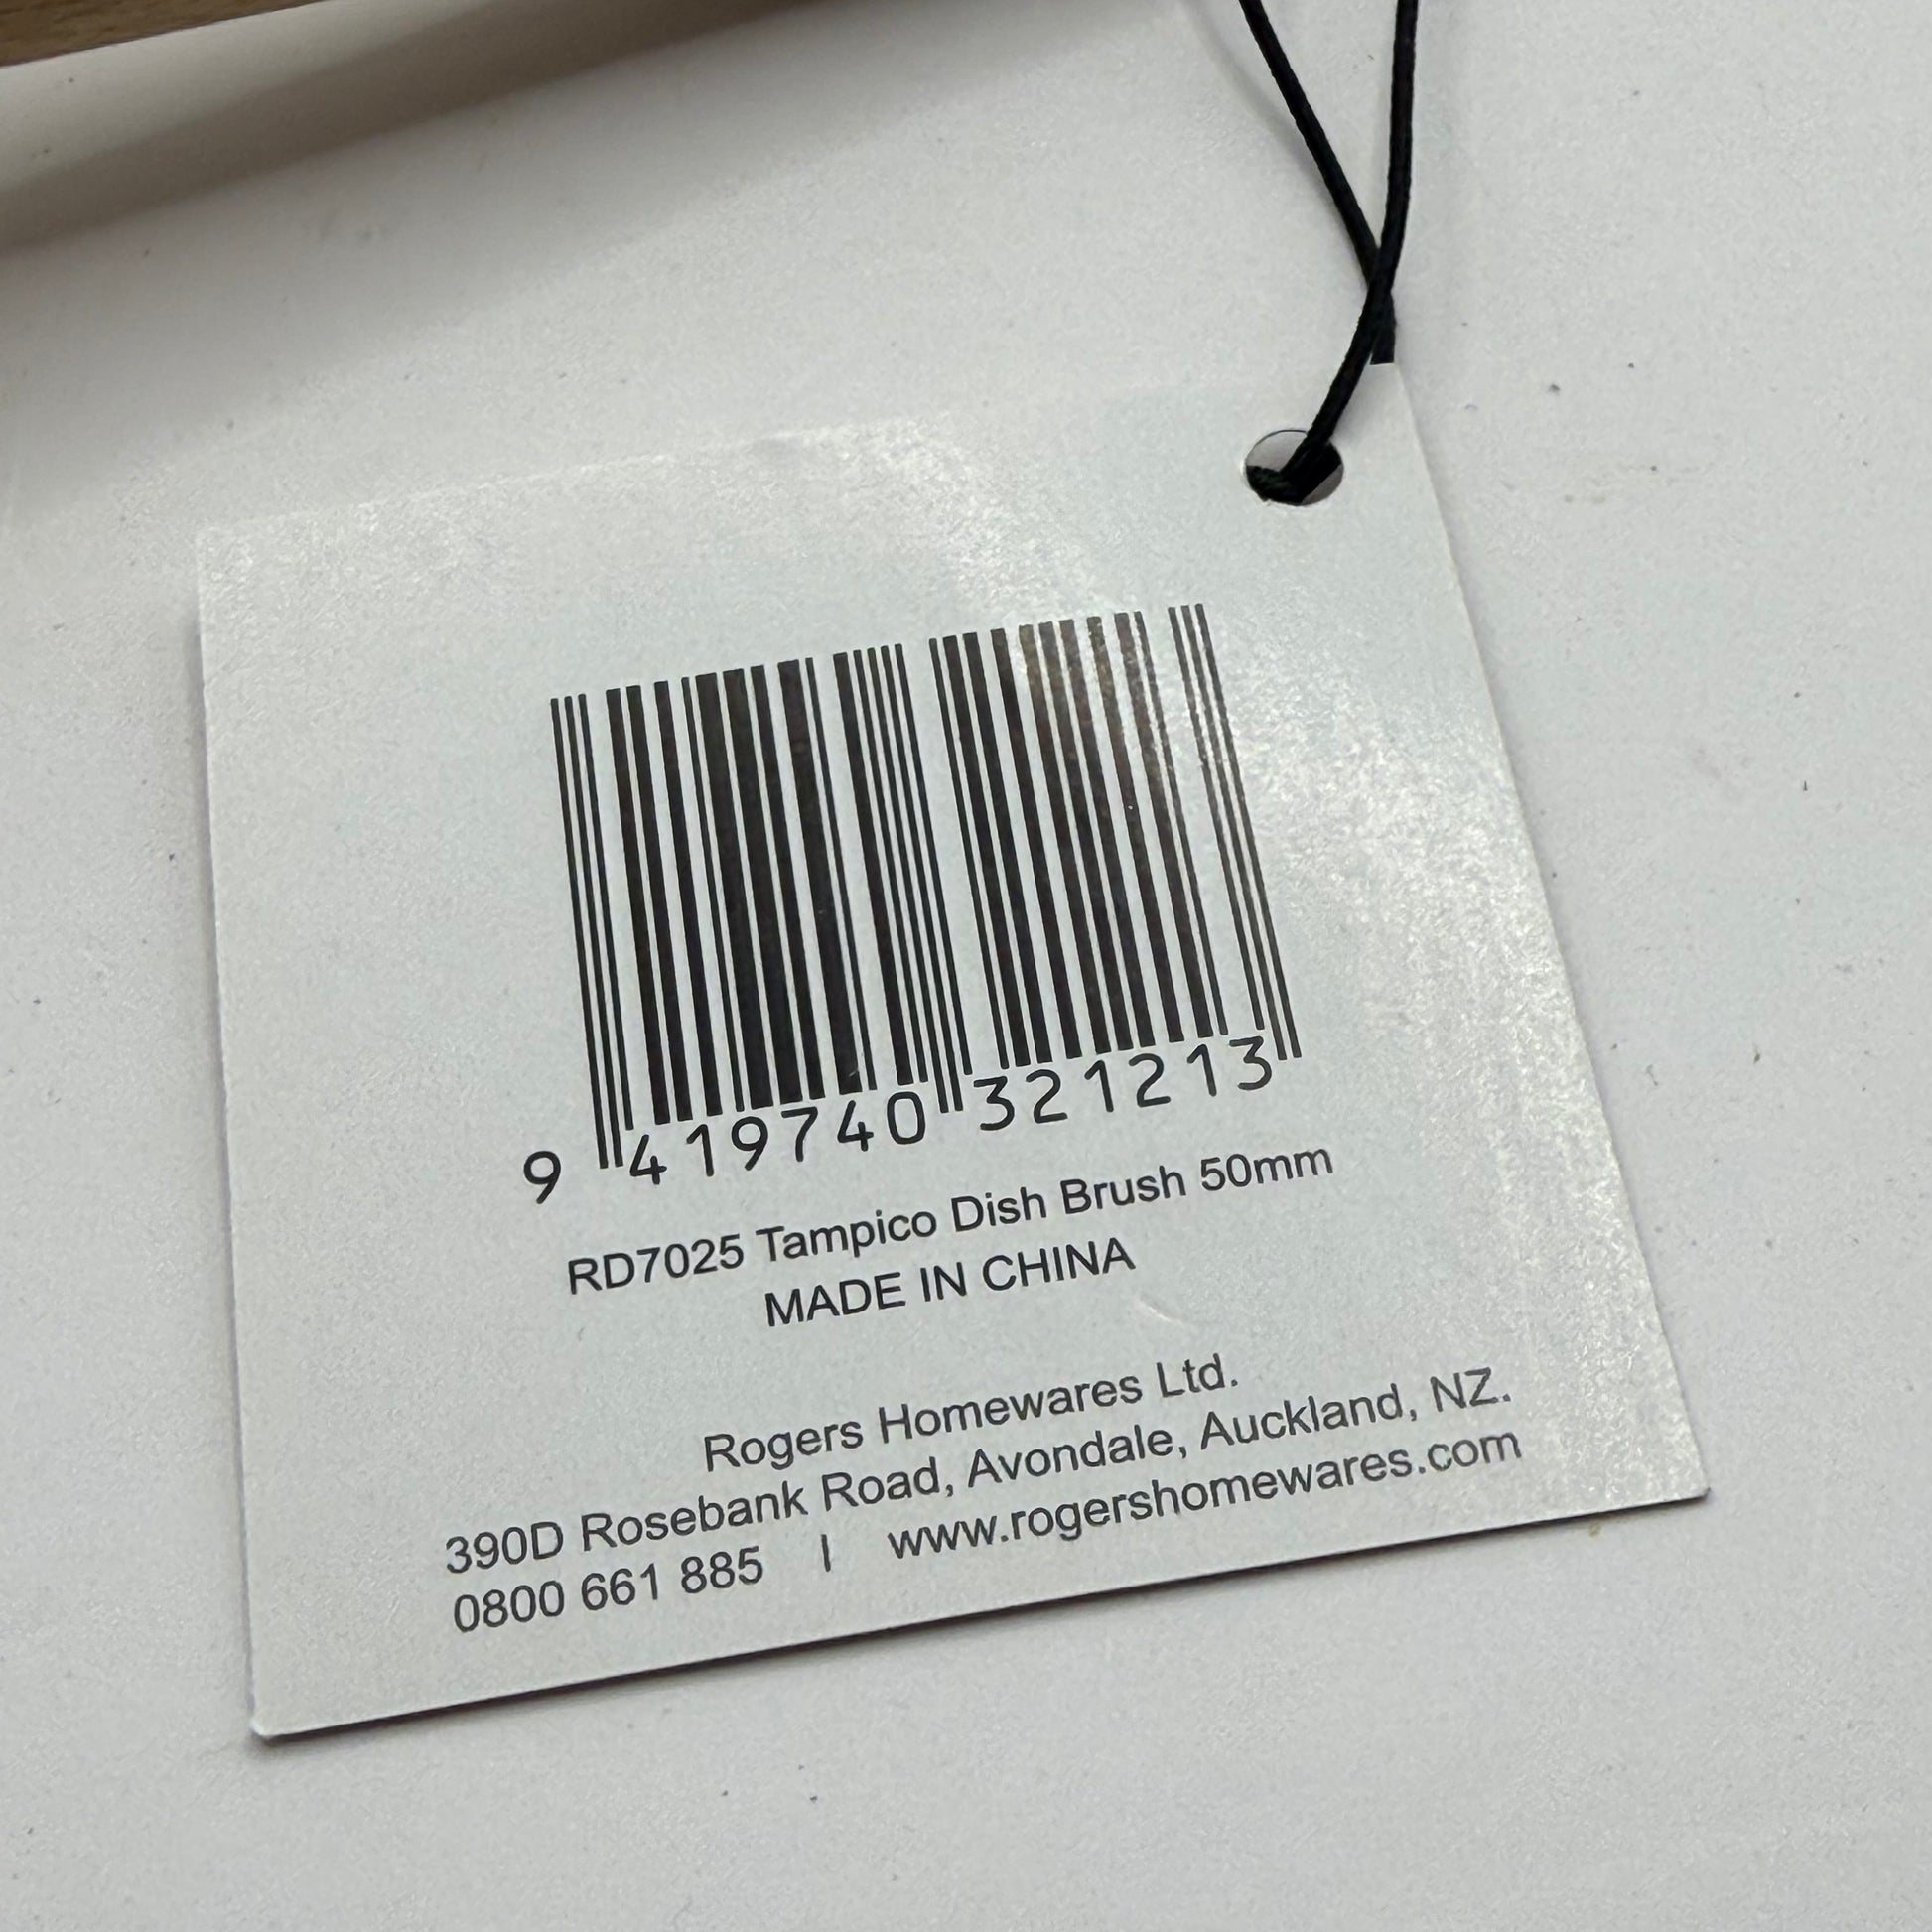 9 419740 321213
RD7025 Tampico Dish Brush 50mm
MADE IN CHINA
Rogers Homewares Ltd.
390D Rosebank Road, Avondale, Auckland, NZ.
0800 661 885 | www.rogershomewares.com